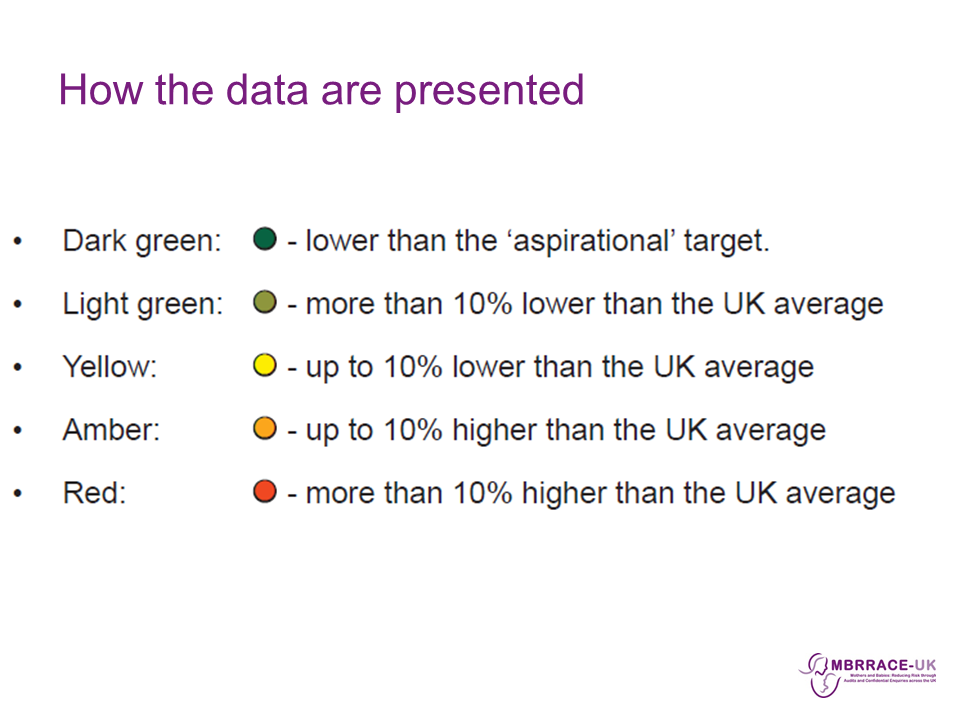 How the data are presented
• Dark green: - lower than the ‘aspirational’ target.
• Light green: - more than 10% lower than the UK average
• Yellow: - up to 10% lower than the UK average
• Amber: - up to 10% higher than the UK average
• Red: - more than 10% higher than the UK average
MBRRACE-UK
Mothers and Babies: Reducing Risk through
Audits and Confidential Enquiries across the UK